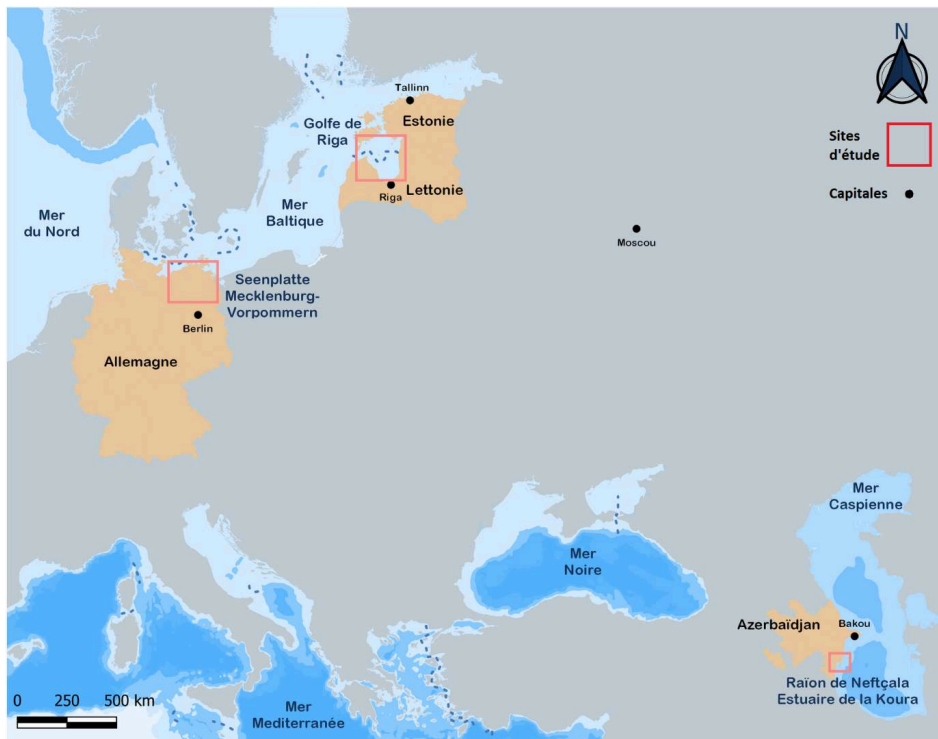 N
Sites
d'étude
Capitales
Tallinn
Estonie
Golfe de
Riga
Lettonie
Riga
Mer
Baltique
Mer
du Nord
Moscou
Seenplatte
Mecklenburg-
Vorpommern
Berlin
Allemagne
Mer
Caspienne
Mer
Noire
Azerbaïdjan
Bakou
Raïon de Neftçala
Estuaire de la Koura
0 250 500 km
Mer
Mediterranée